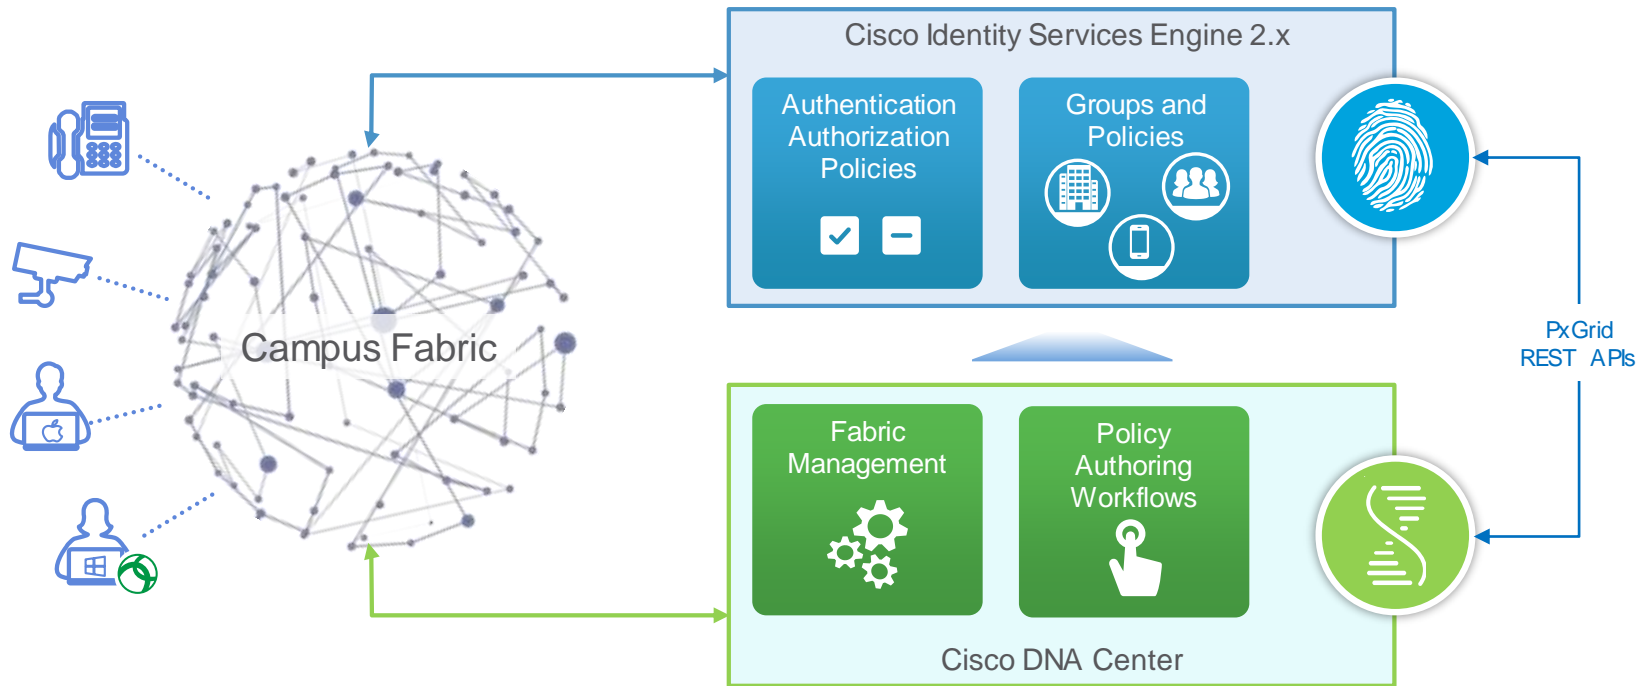 Cisco Identity Services Engine 2.x
Authentication
Authorization
Policies
Groups and
Policies
Campus Fabric
PxGrid
REST APIs
Fabric
Management
Policy
Authoring
Workflows
Cisco DNA Center